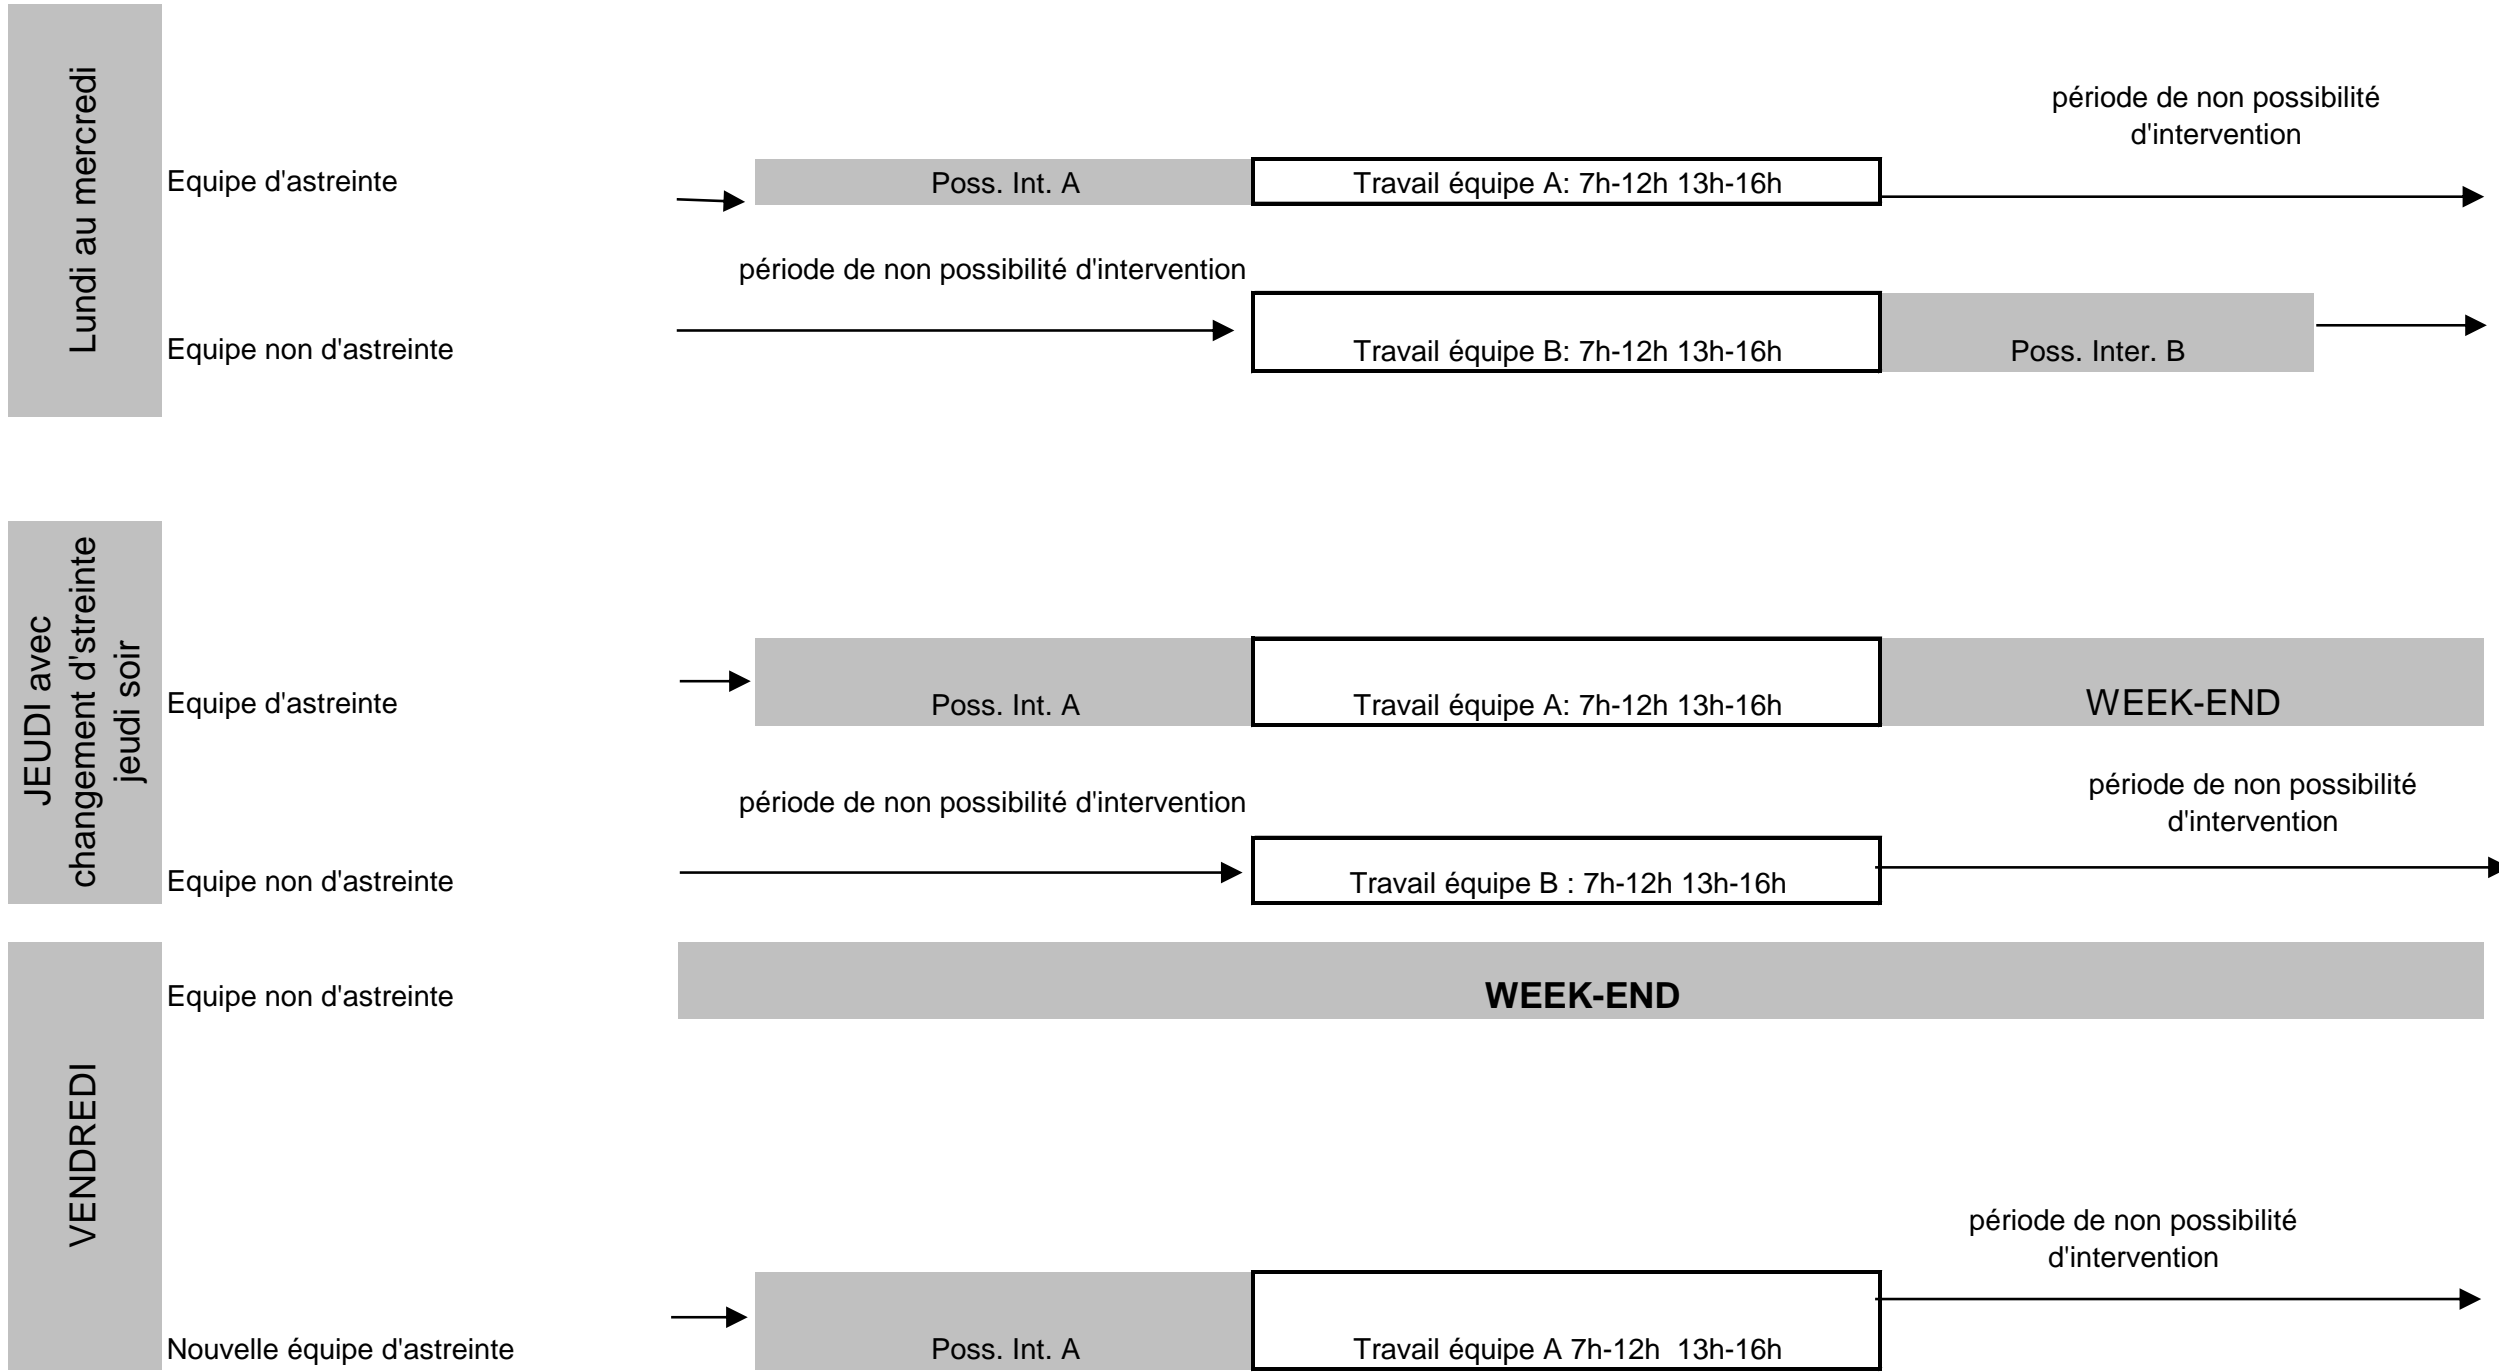 Lundi au mercredi
période de non possibilité
d'intervention
Equipe d'astreinte
Poss. Int. A
Travail équipe A: 7h-12h 13h-16h
période de non possibilité d'intervention
Equipe non d'astreinte
Travail équipe B: 7h-12h 13h-16h
Poss. Inter. B
JEUDI avec
changement d'streinte
jeudi soir
Equipe d'astreinte
Poss. Int. A
Travail équipe A: 7h-12h 13h-16h
WEEK-END
période de non possibilité d'intervention
période de non possibilité
d'intervention
Equipe non d'astreinte
Travail équipe B : 7h-12h 13h-16h
VENDREDI
Equipe non d'astreinte
WEEK-END
période de non possibilité
d'intervention
Nouvelle équipe d'astreinte
Poss. Int. A
Travail équipe A 7h-12h  13h-16h